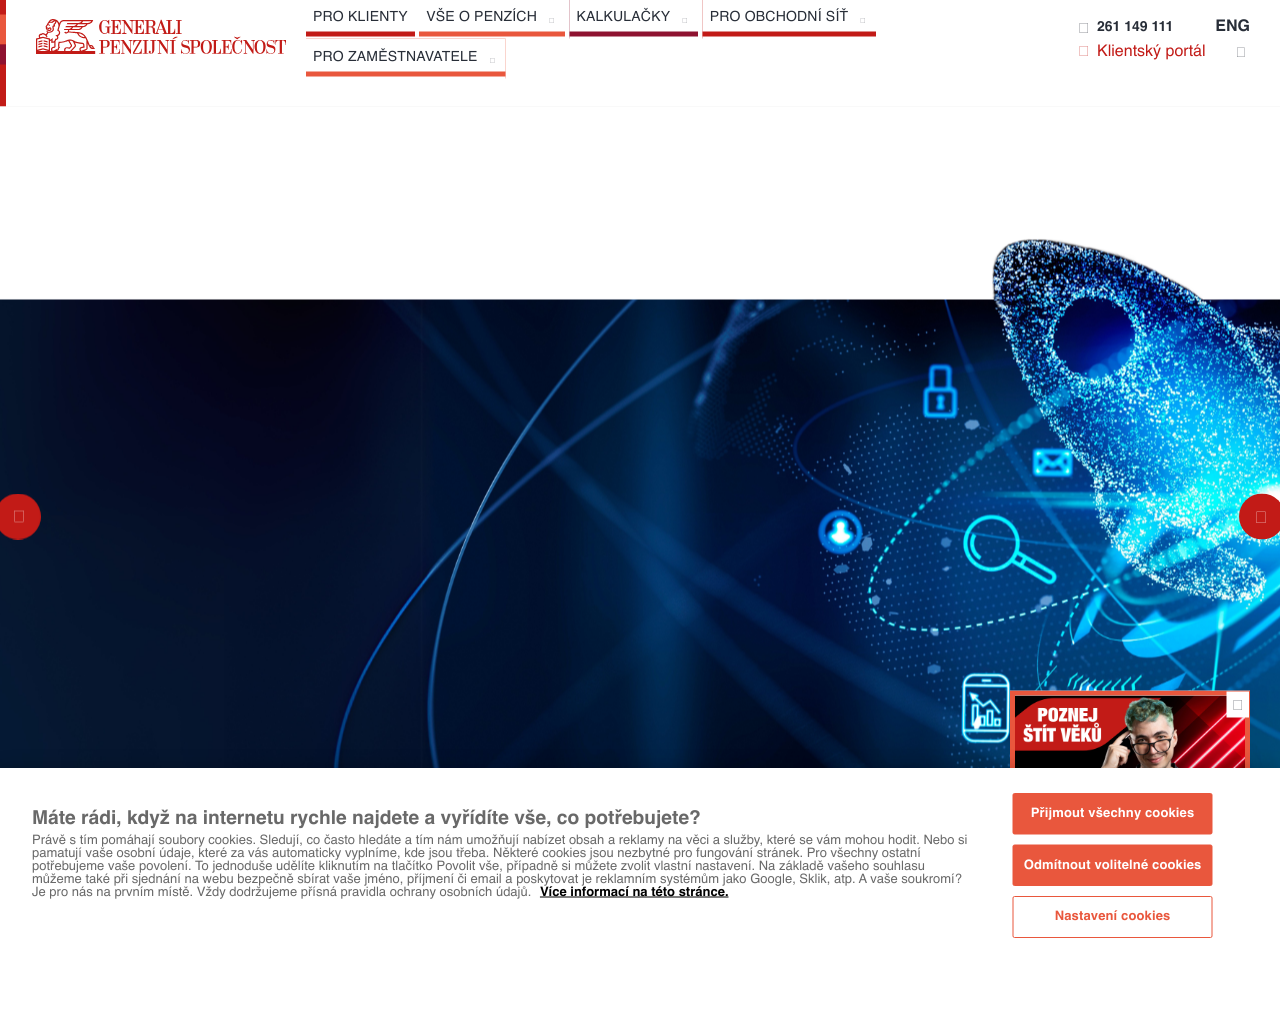 GENERALI
PENZIJNÍ SPOLEČNOST
PRO KLIENTY
VŠE O PENZÍCH
KALKULAČKY
PRO OBCHODNÍ SÍŤ
PRO ZAMĚSTNAVATELE
261 149 111
ENG
Klientský portál
POZNEJ
ŠTÍT VĚKŮ
Máte rádi, když na internetu rychle najdete a vyřídíte vše, co potřebujete?
Právě s tím pomáhají soubory cookies. Sledují, co často hledáte a tím nám umožňují nabízet obsah a reklamy na věci a služby, které se vám mohou hodit. Nebo si
pamatují vaše osobní údaje, které za vás automaticky vyplníme, kde jsou třeba. Některé cookies jsou nezbytné pro fungování stránek. Pro všechny ostatní
potřebujeme vaše povolení. To jednoduše udělíte kliknutím na tlačítko Povolit vše, případně si můžete zvolit vlastní nastavení. Na základě vašeho souhlasu
můžeme také při sjednání na webu bezpečně sbírat vaše jméno, přijmení či email a poskytovat je reklamním systémům jako Google, Sklik, atp. A vaše soukromí?
Je pro nás na prvním místě. Vždy dodržujeme přísná pravidla ochrany osobních údajů. Více informací na této stránce.
Přijmout všechny cookies
Odmítnout volitelné cookies
Nastavení cookies